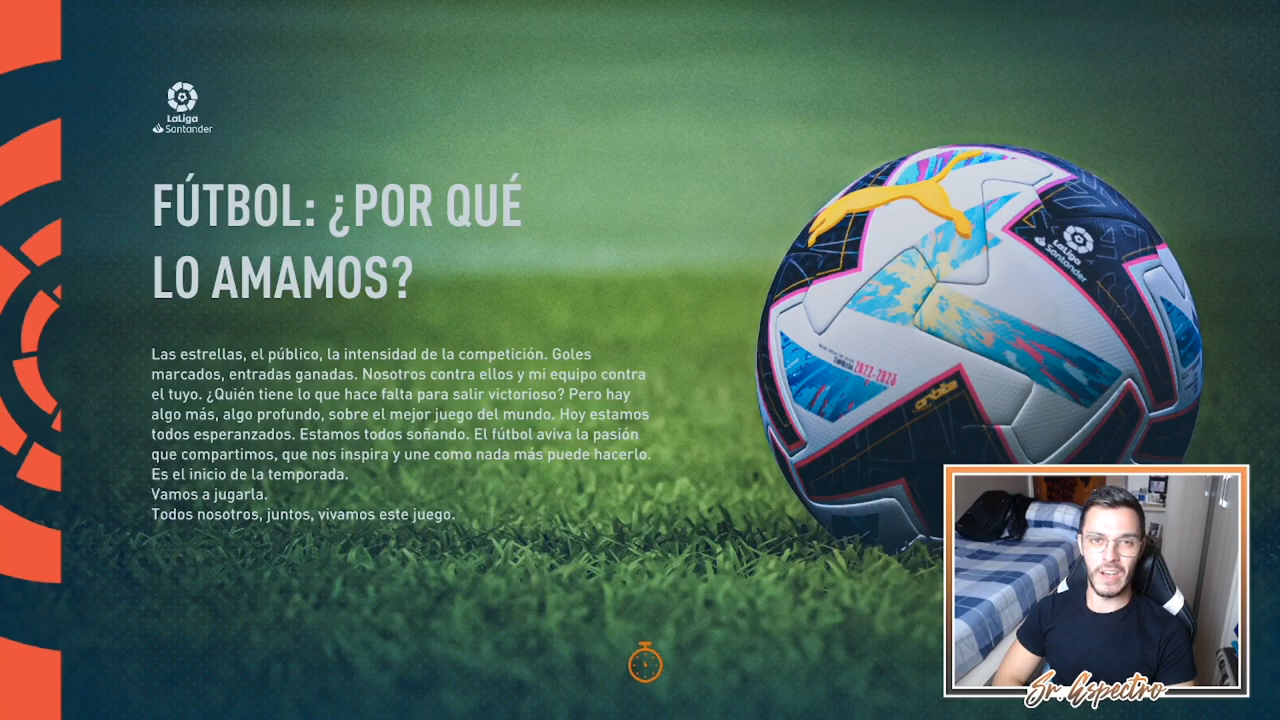 LaLiga
Santander
FÚTBOL: ¿POR QUÉ
LO AMAMOS?
Las estrellas, el público, la intensidad de la competición. Goles
marcados, entradas ganadas. Nosotros contra ellos y mi equipo contra
el tuyo. ¿Quién tiene lo que hace falta para salir victorioso? Pero hay
algo más, algo profundo, sobre el mejor juego del mundo. Hoy estamos
todos esperanzados. Estamos todos soñando. El fútbol aviva la pasión
que compartimos, que nos inspira y une como nada más puede hacerlo.
Es el inicio de la temporada.
Vamos a jugarla.
Todos nosotros, juntos, vivamos este juego.
LaLiga
Santander
TEMPORADA 2022-2023
orbita
Sr. Espectro